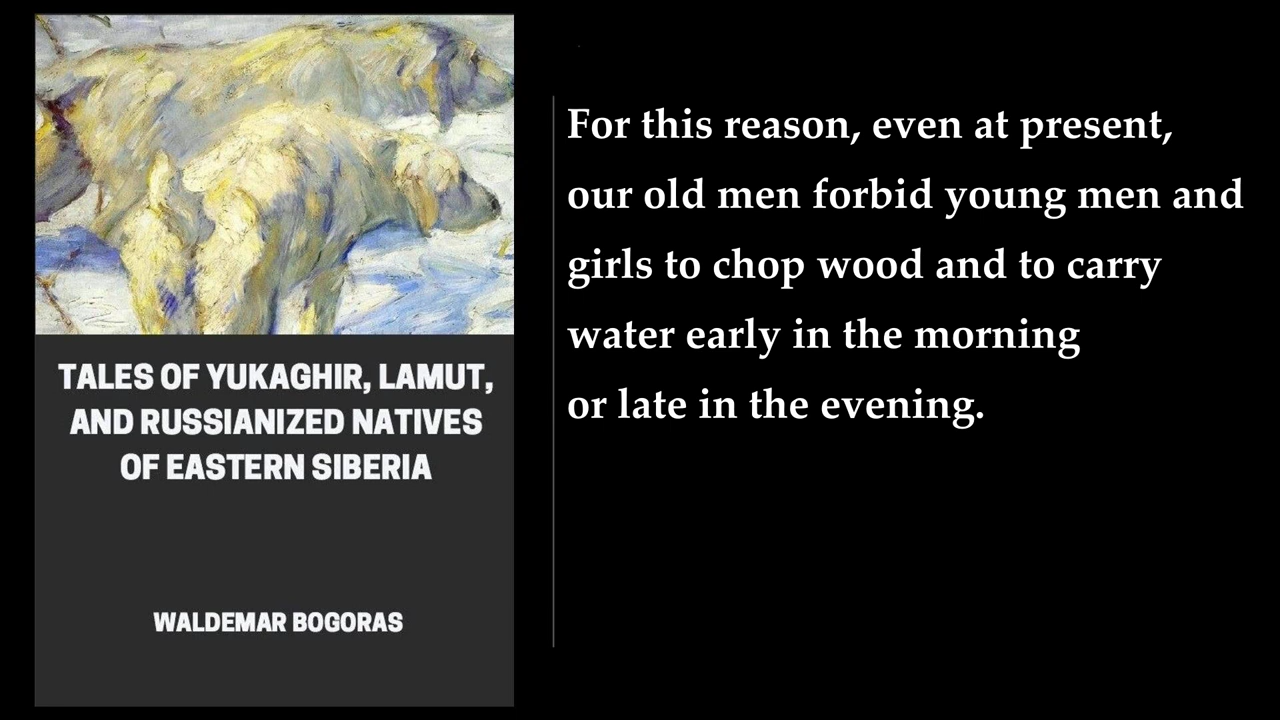 TALES OF YUKAGHIR, LAMUT,
AND RUSSIANIZED NATIVES
OF EASTERN SIBERIA
WALDEMAR BOGORAS
For this reason, even at present,
our old men forbid young men and
girls to chop wood and to carry
water early in the morning
or late in the evening.